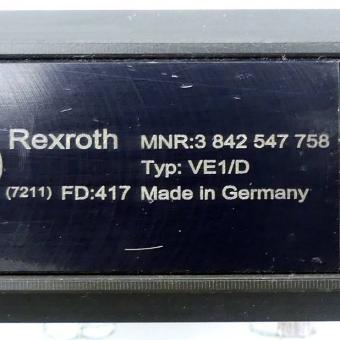 Rexroth MNR:3 842 547 758
Typ: VE1/D
(7211) FD:417 Made in Germany